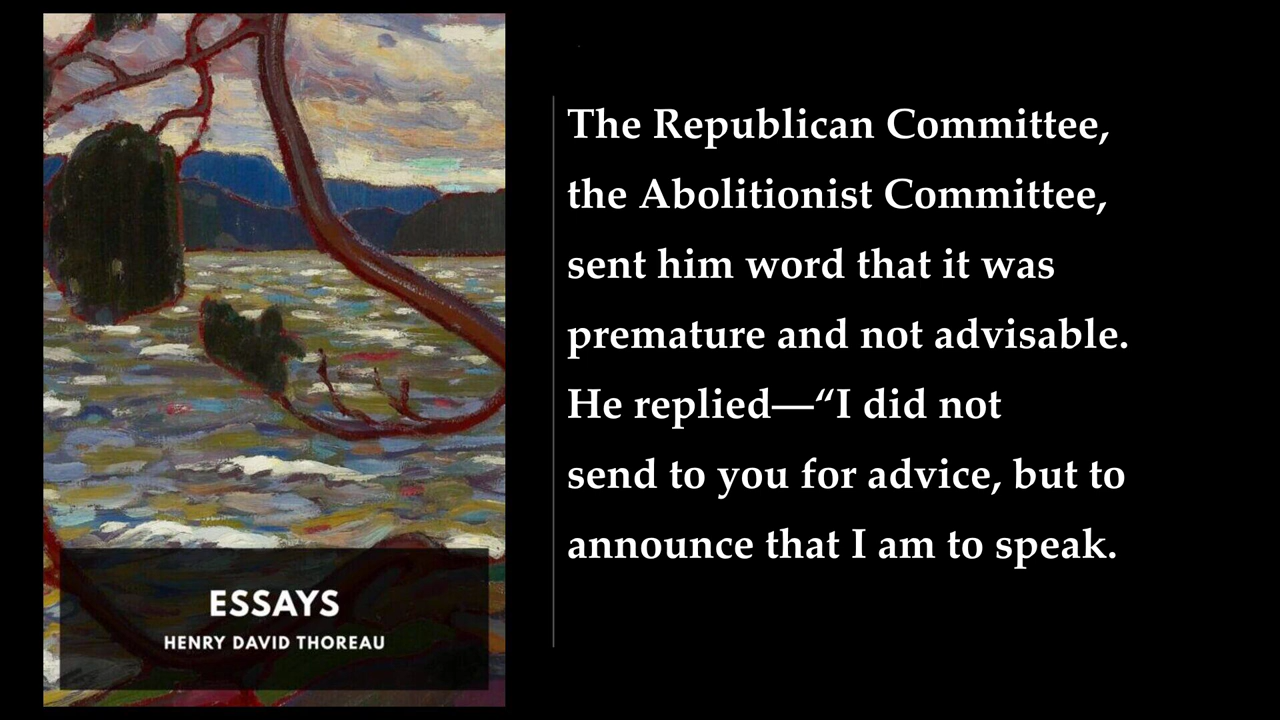 The Republican Committee,
the Abolitionist Committee,
sent him word that it was
premature and not advisable.
He replied—“I did not
send to you for advice, but to
announce that I am to speak.
ESSAYS
HENRY DAVID THOREAU